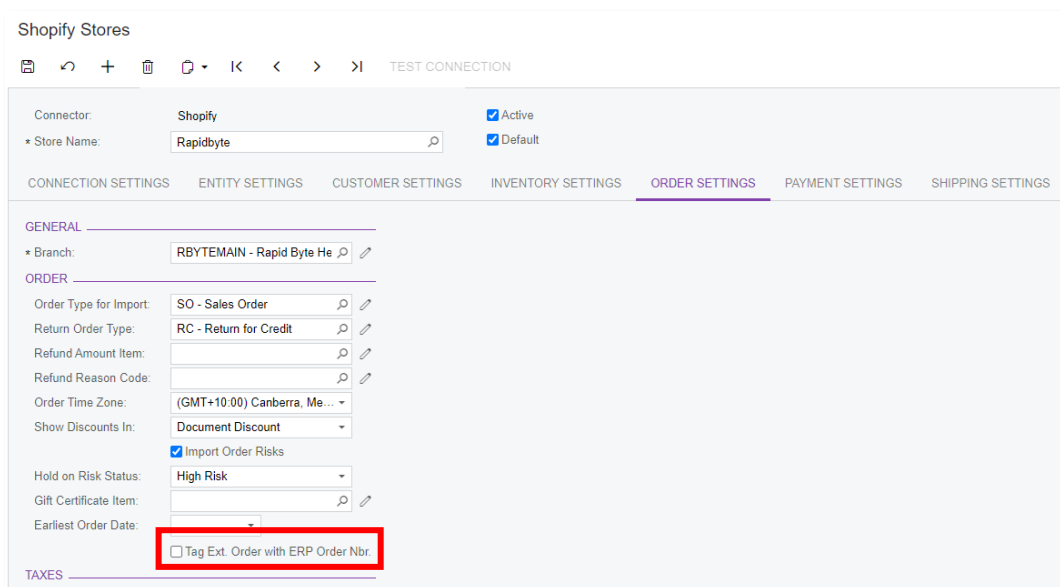 Shopify Stores
TEST CONNECTION
Connector: Shopify Active
* Store Name: Rapidbyte Default
CONNECTION SETTINGS ENTITY SETTINGS CUSTOMER SETTINGS INVENTORY SETTINGS ORDER SETTINGS PAYMENT SETTINGS SHIPPING SETTINGS
GENERAL
* Branch: RBYTEMAIN - Rapid Byte He
ORDER
Order Type for Import: SO - Sales Order
Return Order Type: RC - Return for Credit
Refund Amount Item:
Refund Reason Code:
Order Time Zone: (GMT+10:00) Canberra, Me...
Show Discounts In: Document Discount
Import Order Risks
Hold on Risk Status: High Risk
Gift Certificate Item:
Earliest Order Date:
Tag Ext. Order with ERP Order Nbr.
TAXES